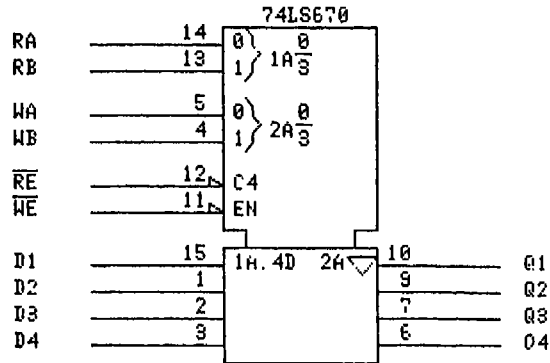 74LS670
RA 14 0
RB 13 1 1A 0/3
WA 5 0
WB 4 1 2A 0/3
RE 12 C4
WE 11 EN
D1 15 1A.4D 2A 10 Q1
D2 1 9 Q2
D3 2 7 Q3
D4 3 6 Q4